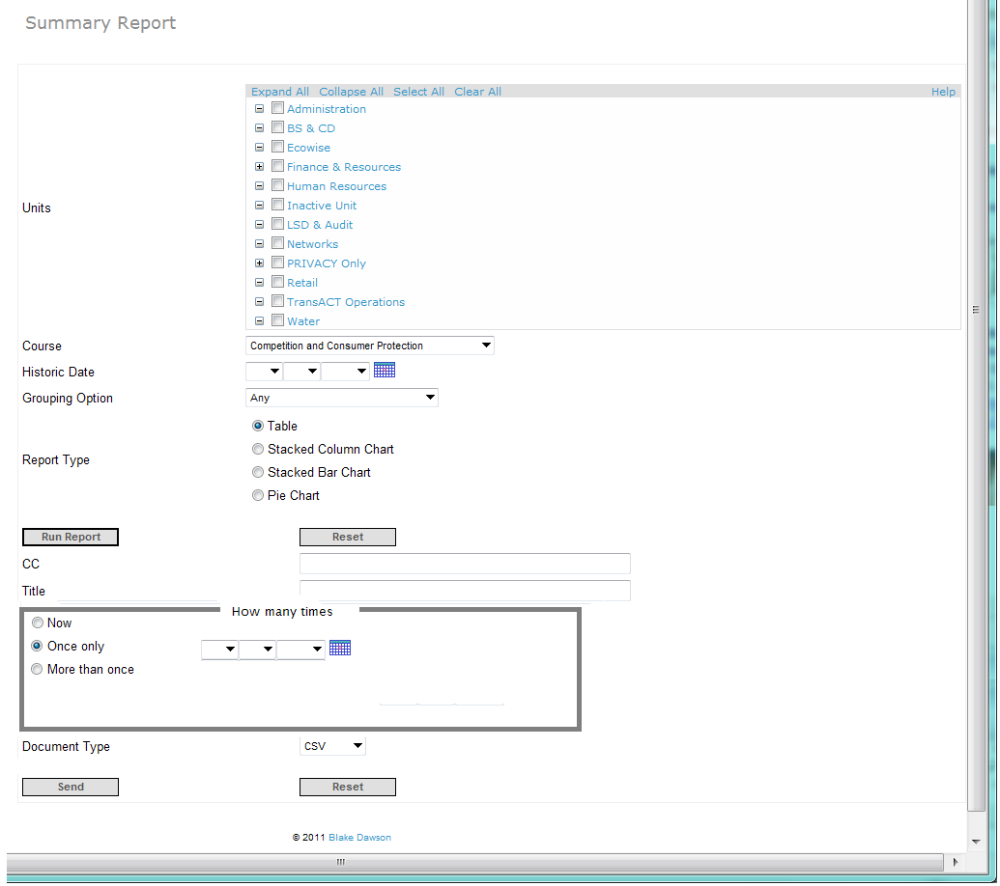 Summary Report
Expand All Collapse All Select All Clear All Help
Administration
BS & CD
Ecowise
Finance & Resources
Human Resources
Units
Inactive Unit
LSD & Audit
Networks
PRIVACY Only
Retail
TransACT Operations
Water
Course Competition and Consumer Protection
Historic Date
Grouping Option Any
Report Type
Table
Stacked Column Chart
Stacked Bar Chart
Pie Chart
Run Report Reset
CC
Title
How many times
Now
Once only
More than once
Document Type CSV
Send Reset
© 2011 Blake Dawson